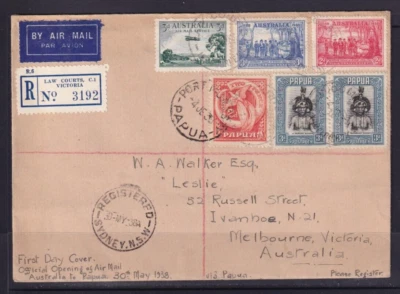 BY AIR MAIL
PAR AVION
R.6
LAW COURTS, C.1
VICTORIA
R No 3192
AUSTRALIA
AUSTRALIA
AUSTRALIA
PORT
PAPUA
PAPUA
PAPUA
PAPUA
REGISTERED
SYDNEY. N.S.W
W. A. Walker Esq.
"Leslie",
52 Russell Street,
Ivanhoe, N.21,
Melbourne, Victoria,
Australia.
First Day Cover.
Official Opening of Air Mail
Australia to Papua 30th May 1938.
via Papua
Please Register